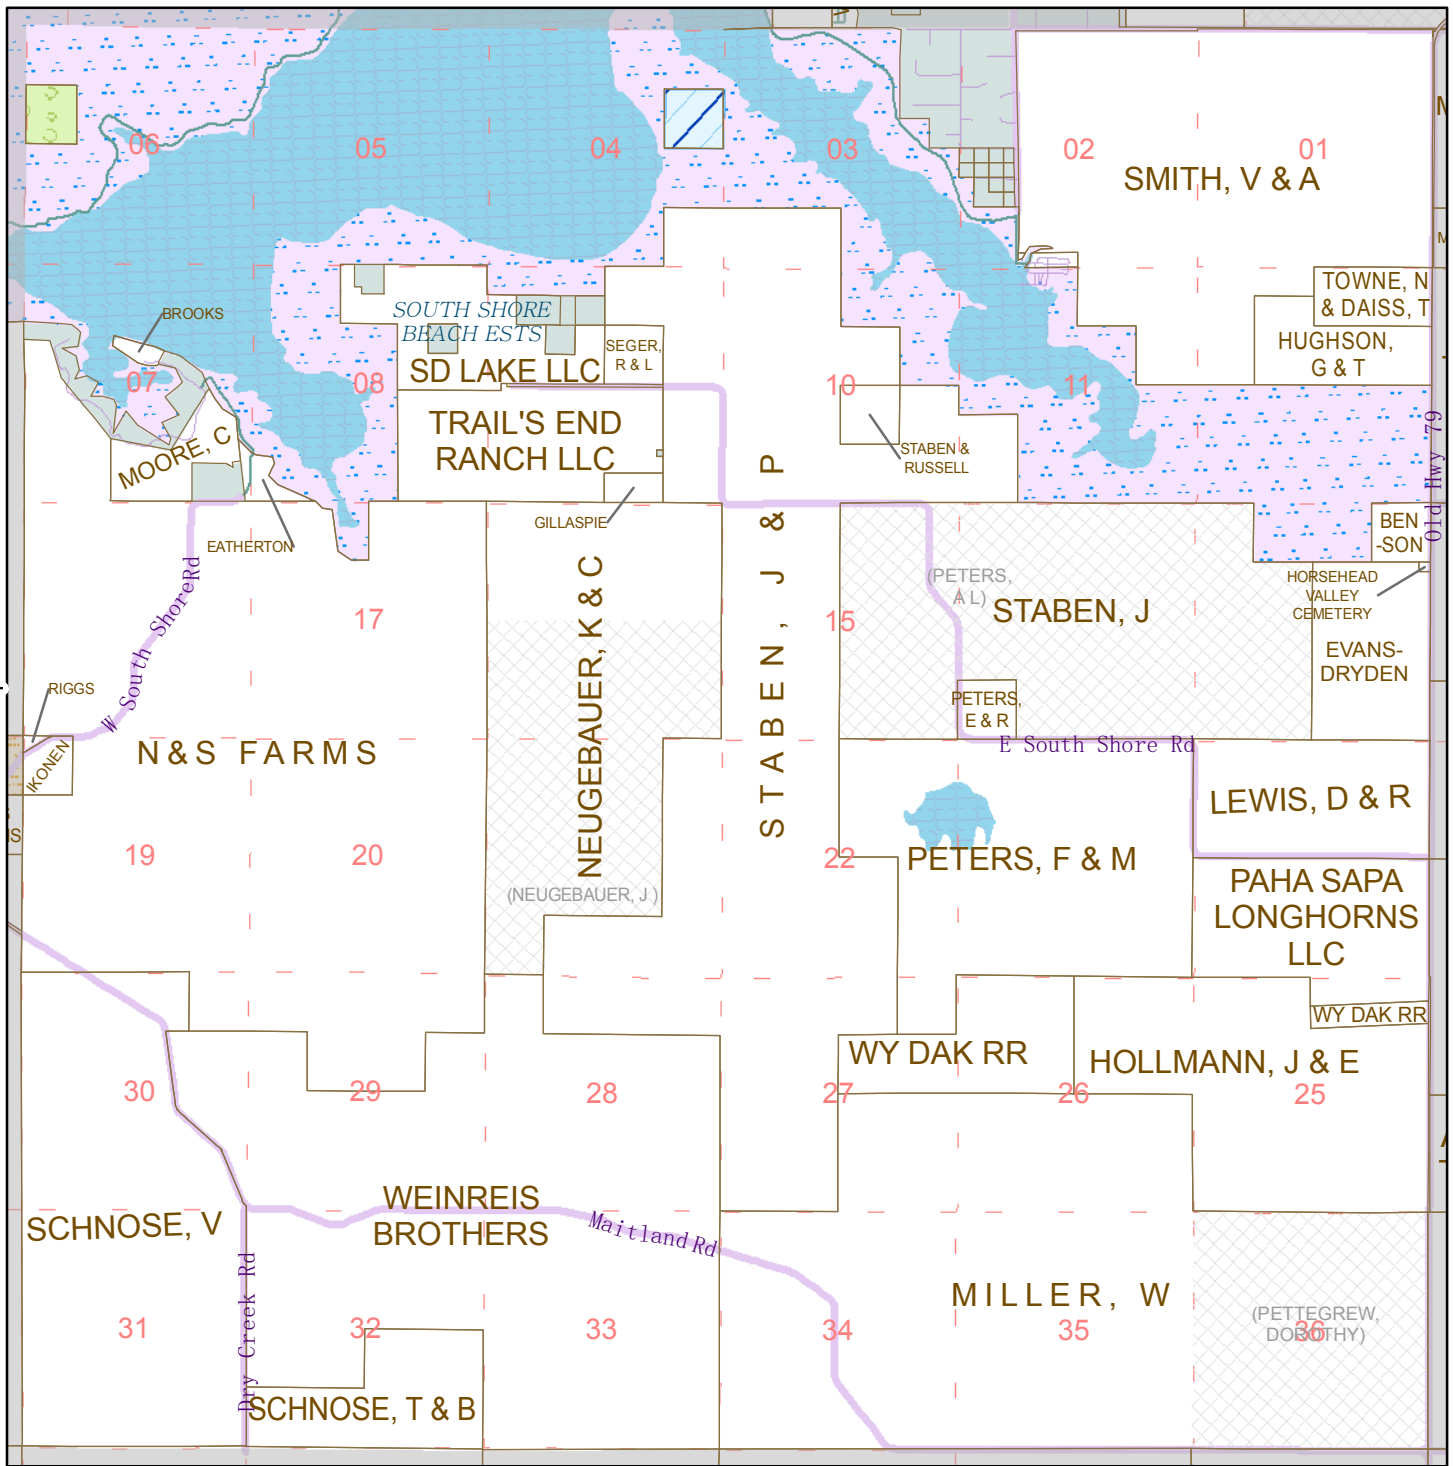 06
05
04
03
02
01
SMITH, V & A
TOWNE, N
& DAISS, T
HUGHSON,
G & T
BROOKS
SOUTH SHORE
BEACH ESTS
SEGER,
R & L
SD LAKE LLC
07
08
10
11
TRAIL'S END
RANCH LLC
MOORE, C
STABEN &
RUSSELL
Old Hwy 79
GILLASPIE
EATHERTON
BEN
-SON
HORSEHEAD
VALLEY
CEMETERY
(PETERS,
A L)
STABEN, J
17
15
W South Shore Rd
NEUGEBAUER, K & C
STABEN, J & P
EVANS-
DRYDEN
RIGGS
PETERS,
E & R
E South Shore Rd
N & S FARMS
IKONEN
LEWIS, D & R
19
20
22
PETERS, F & M
(NEUGEBAUER, J )
PAHA SAPA
LONGHORNS
LLC
WY DAK RR
WY DAK RR
HOLLMANN, J & E
30
29
28
27
26
25
WEINREIS
BROTHERS
SCHNOSE, V
Maitland Rd
Dry Creek Rd
MILLER, W
(PETTEGREW,
DOROTHY)
31
32
33
34
35
36
SCHNOSE, T & B